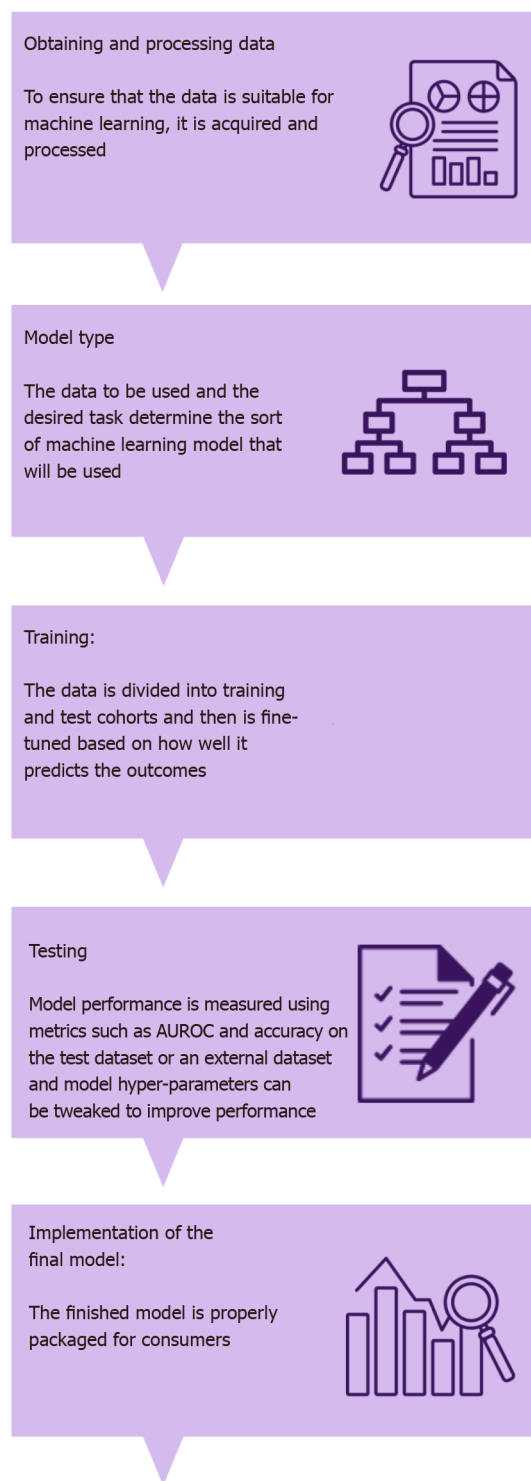 Obtaining and processing data
To ensure that the data is suitable for
machine learning, it is acquired and
processed
Model type
The data to be used and the
desired task determine the sort
of machine learning model that
will be used
Training:
The data is divided into training
and test cohorts and then is fine-
tuned based on how well it
predicts the outcomes
Testing
Model performance is measured using
metrics such as AUROC and accuracy on
the test dataset or an external dataset
and model hyper-parameters can
be tweaked to improve performance
Implementation of the
final model:
The finished model is properly
packaged for consumers